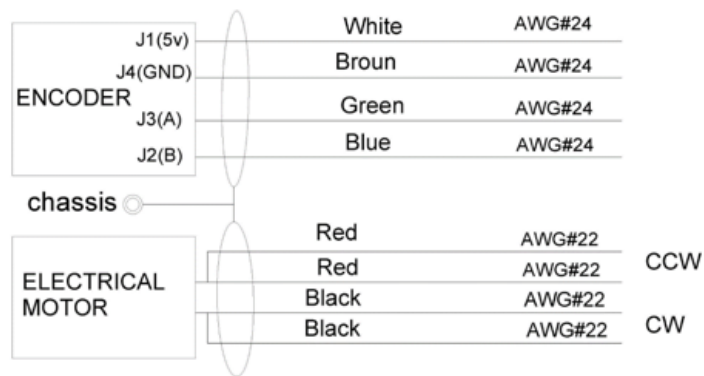 J1(5v) White AWG#24
J4(GND) Broun AWG#24
ENCODER
J3(A) Green AWG#24
J2(B) Blue AWG#24
chassis
Red AWG#22
CCW
Red AWG#22
ELECTRICAL
MOTOR
Black AWG#22
Black AWG#22 CW